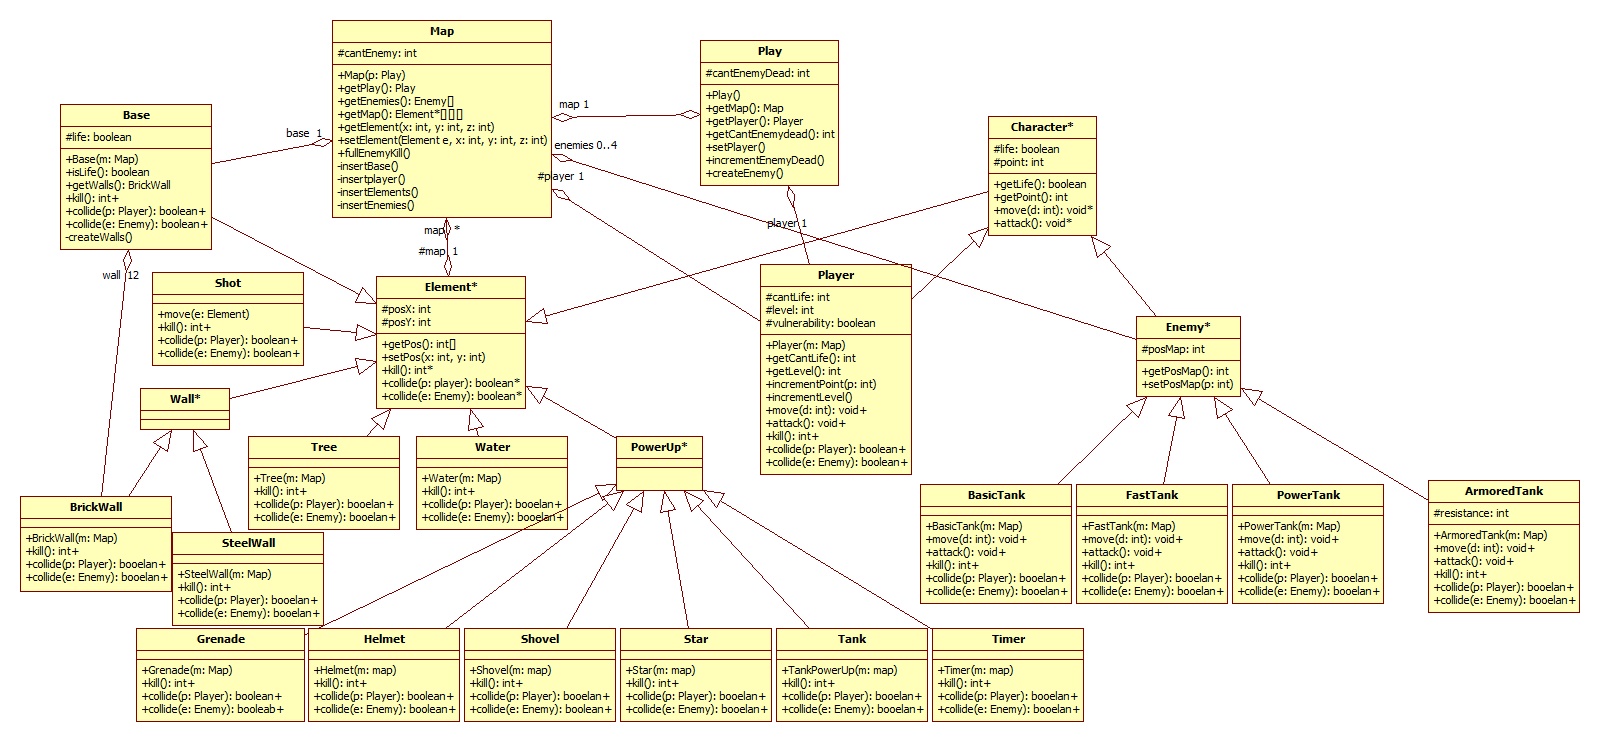 Map
#cantEnemy: int
+Map(p: Play)
+getPlay(): Play
+getEnemies(): Enemy[]
+getMap(): Element*[][][]
+getElement(x: int, y: int, z: int)
+setElement(Element e, x: int, y: int, z: int)
+fullEnemyKill()
-insertBase()
-insertplayer()
-insertElements()
-insertEnemies()
Play
#cantEnemyDead: int
+Play()
+getMap(): Map
+getPlayer(): Player
+getCantEnemydead(): int
+setPlayer()
+incrementEnemyDead()
+createEnemy()
Base
#life: boolean
+Base(m: Map)
+isLife(): boolean
+getWalls(): BrickWall
+kill(): int+
+collide(p: Player): boolean+
+collide(e: Enemy): boolean+
-createWalls()
base 1
map 1
enemies 0..4
#player 1
player 1
map *
#map 1
wall 12
Character*
#life: boolean
#point: int
+getLife(): boolean
+getPoint(): int
+move(d: int): void*
+attack(): void*
Shot
+move(e: Element)
+kill(): int+
+collide(p: Player): boolean+
+collide(e: Enemy): boolean+
Element*
#posX: int
#posY: int
+getPos(): int[]
+setPos(x: int, y: int)
+kill(): int*
+collide(p: player): boolean*
+collide(e: Enemy): boolean*
Player
#cantLife: int
#level: int
#vulnerability: boolean
+Player(m: Map)
+getCantLife(): int
+getLevel(): int
+incrementPoint(p: int)
+incrementLevel()
+move(d: int): void+
+attack(): void+
+kill(): int+
+collide(p: Player): boolean+
+collide(e: Enemy): boolean+
Enemy*
#posMap: int
+getPosMap(): int
+setPosMap(p: int)
Wall*
Tree
+Tree(m: Map)
+kill(): int+
+collide(p: Player): booelan+
+collide(e: Enemy): booelan+
Water
+Water(m: Map)
+kill(): int+
+collide(p: Player): booelan+
+collide(e: Enemy): booelan+
PowerUp*
BrickWall
+BrickWall(m: Map)
+kill(): int+
+collide(p: Player): booelan+
+collide(e: Enemy): booelan+
SteelWall
+SteelWall(m: Map)
+kill(): int+
+collide(p: Player): booelan+
+collide(e: Enemy): booelan+
BasicTank
+BasicTank(m: Map)
+move(d: int): void+
+attack(): void+
+kill(): int+
+collide(p: Player): booelan+
+collide(e: Enemy): booelan+
FastTank
+FastTank(m: Map)
+move(d: int): void+
+attack(): void+
+kill(): int+
+collide(p: Player): booelan+
+collide(e: Enemy): booelan+
PowerTank
+PowerTank(m: Map)
+move(d: int): void+
+attack(): void+
+kill(): int+
+collide(p: Player): booelan+
+collide(e: Enemy): booelan+
ArmoredTank
#resistance: int
+ArmoredTank(m: Map)
+move(d: int): void+
+attack(): void+
+kill(): int+
+collide(p: Player): booelan+
+collide(e: Enemy): booelan+
Grenade
+Grenade(m: Map)
+kill(): int+
+collide(p: Player): boolean+
+collide(e: Enemy): booleab+
Helmet
+Helmet(m: map)
+kill(): int+
+collide(p: Player): boolean+
+collide(e: Enemy): boolean+
Shovel
+Shovel(m: map)
+kill(): int+
+collide(p: Player): booelan+
+collide(e: Enemy): booelan+
Star
+Star(m: map)
+kill(): int+
+collide(p: Player): booelan+
+collide(e: Enemy): booelan+
Tank
+TankPowerUp(m: map)
+kill(): int+
+collide(p: Player): booelan+
+collide(e: Enemy): booelan+
Timer
+Timer(m: map)
+kill(): int+
+collide(p: Player): booelan+
+collide(e: Enemy): booelan+